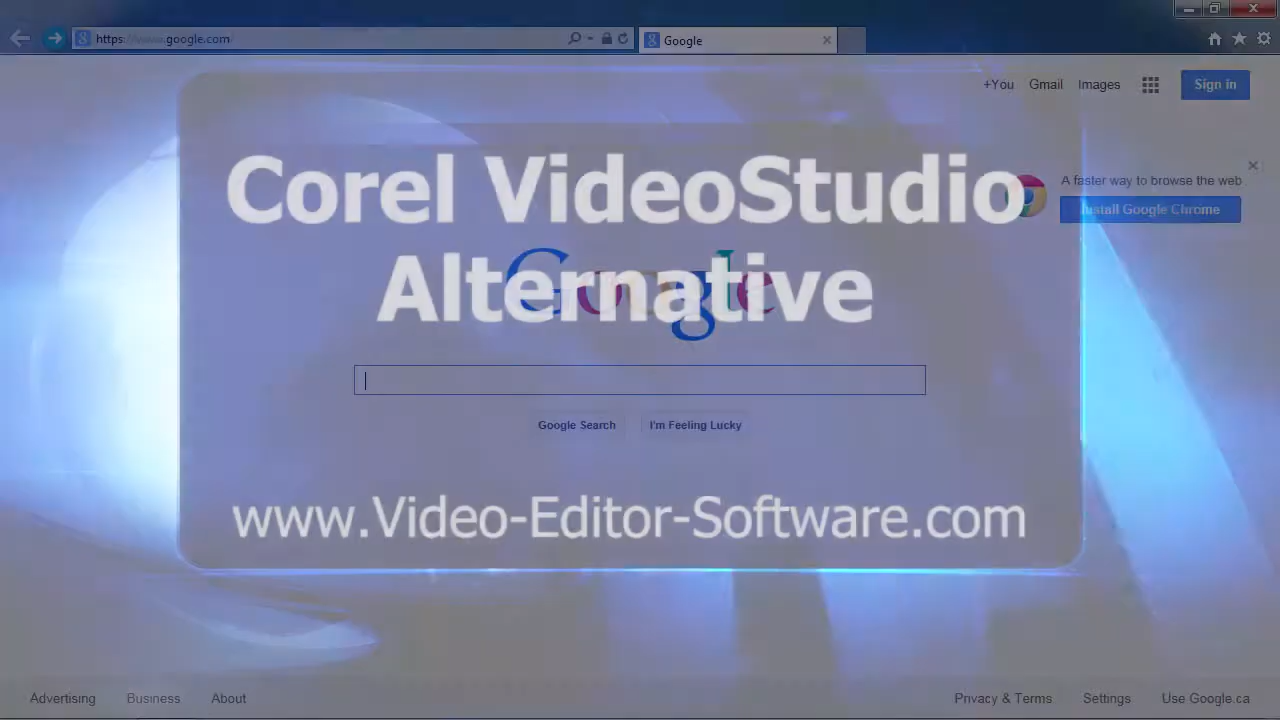 https://www.google.com/
Google
+You Gmail Images Sign in
Corel VideoStudio
A faster way to browse the web
Install Google Chrome
Google
Alternative
Google Search I'm Feeling Lucky
www.Video-Editor-Software.com
Advertising Business About Privacy & Terms Settings Use Google.ca